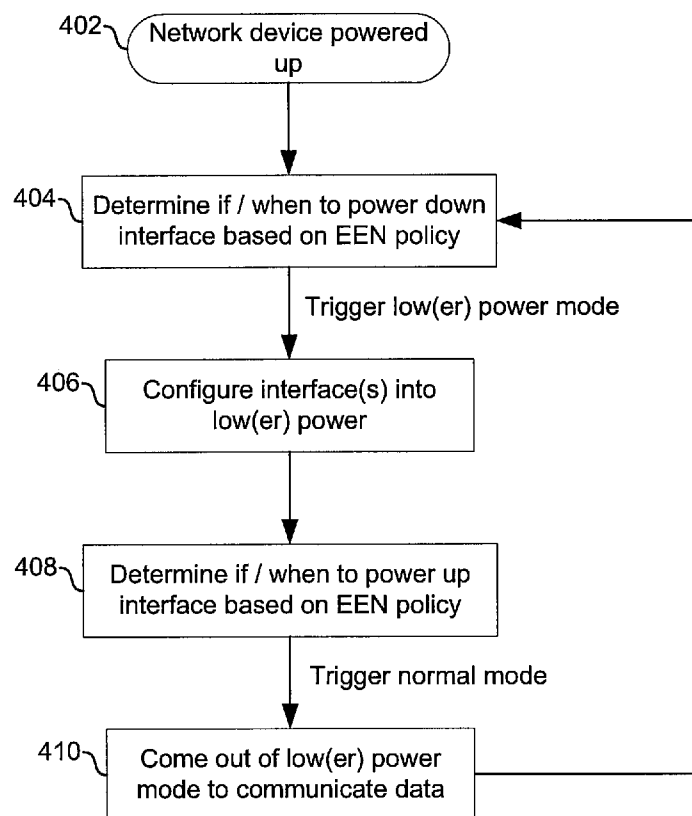 402
Network device powered
up
404
Determine if / when to power down
interface based on EEN policy
Trigger low(er) power mode
406
Configure interface(s) into
low(er) power
408
Determine if / when to power up
interface based on EEN policy
Trigger normal mode
410
Come out of low(er) power
mode to communicate data